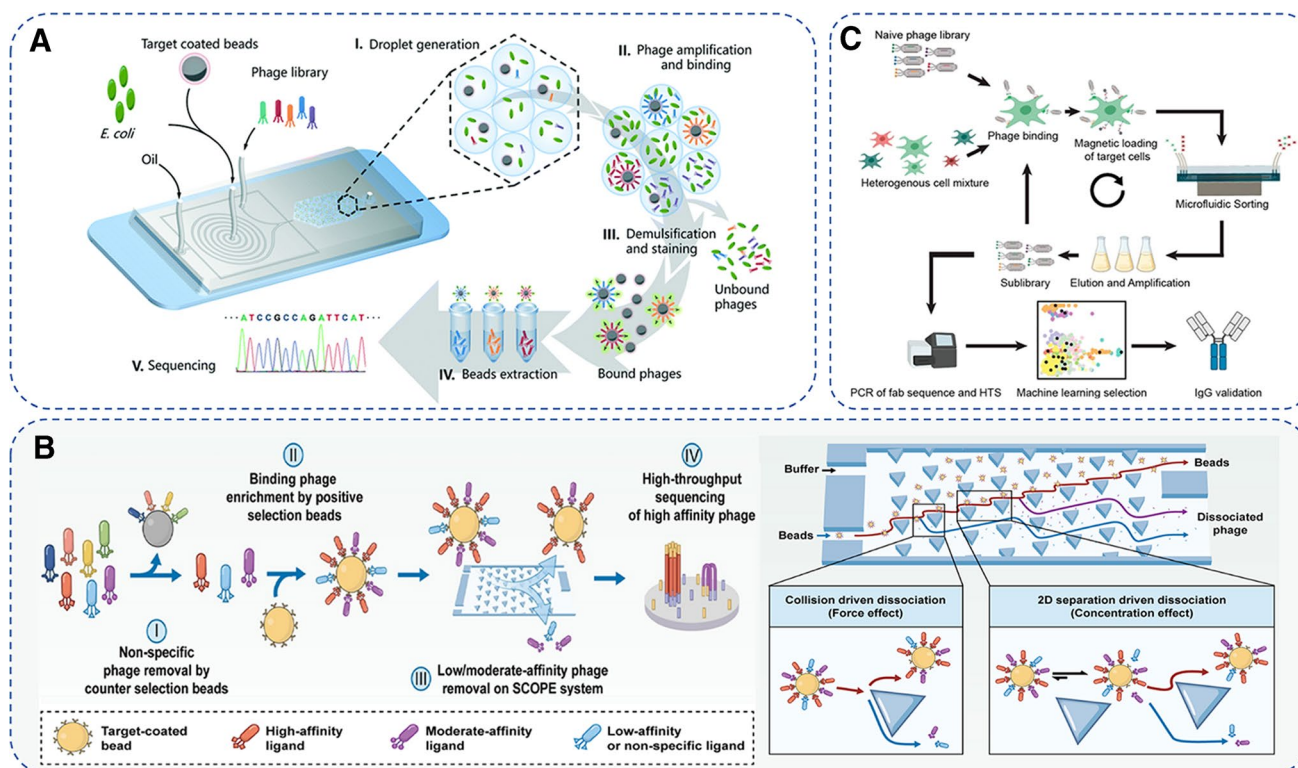 A
Target coated beads
Phage library
E. coli
Oil
I. Droplet generation
II. Phage amplification
and binding
III. Demulsification
and staining
Unbound
phages
Bound phages
IV. Beads extraction
V. Sequencing
···ATCCGCCAGATTCAT···
C
Naive phage library
Phage binding
Magnetic loading
of target cells
Heterogenous cell mixture
Microfluidic Sorting
Sublibrary
Elution and Amplification
PCR of fab sequence and HTS
Machine learning selection
IgG validation
B
I
Non-specific
phage removal by
counter selection beads
II
Binding phage
enrichment by positive
selection beads
III
Low/moderate-affinity phage
removal on SCOPE system
IV
High-throughput
sequencing
of high affinity phage
Target-coated
bead
High-affinity
ligand
Moderate-affinity
ligand
Low-affinity
or non-specific ligand
Buffer
Beads
Beads
Dissociated
phage
Collision driven dissociation
(Force effect)
2D separation driven dissociation
(Concentration effect)